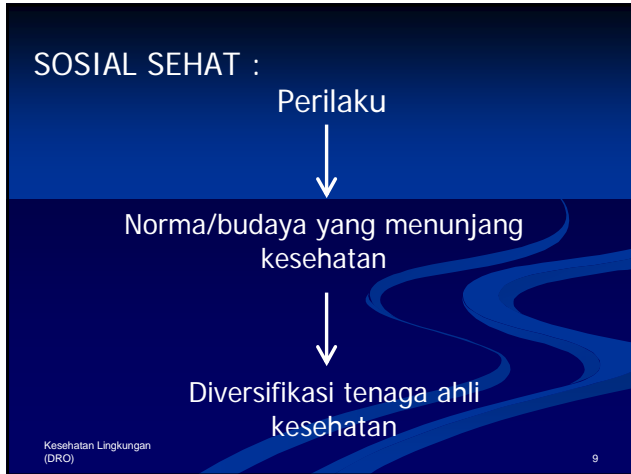 SOSIAL SEHAT :
Perilaku
Norma/budaya yang menunjang
kesehatan
Diversifikasi tenaga ahli
kesehatan
Kesehatan Lingkungan
(DRO)
9